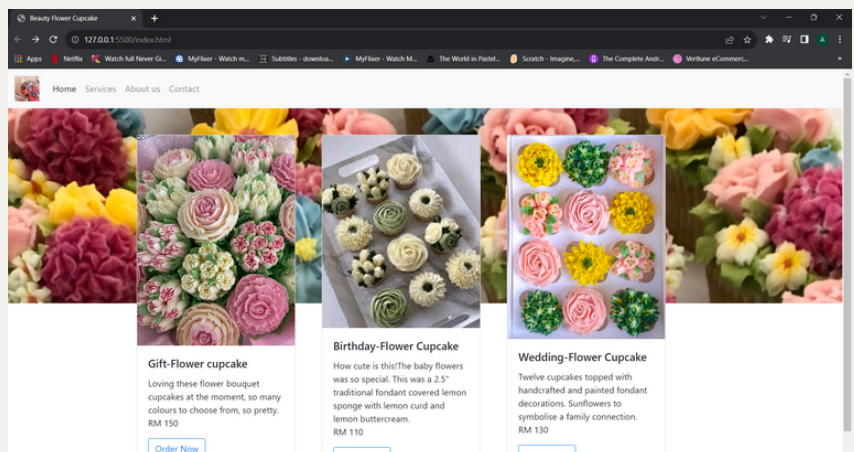 Beauty Flower Cupcake
127.0.0.1:5500/index.html
Apps Netflix Watch full Never Gi... MyFlixer - Watch m... Subtitles - downloa... MyFlixer - Watch M... The World in Pastel... Scratch - Imagine,... The Complete Andr... Vertlune eCommerc... »
Home Services About us Contact
Gift-Flower cupcake
Loving these flower bouquet
cupcakes at the moment, so many
colours to choose from, so pretty.
RM 150
Order Now
Birthday-Flower Cupcake
How cute is this!The baby flowers
was so special. This was a 2.5"
traditional fondant covered lemon
sponge with lemon curd and
lemon buttercream.
RM 110
Wedding-Flower Cupcake
Twelve cupcakes topped with
handcrafted and painted fondant
decorations. Sunflowers to
symbolise a family connection.
RM 130